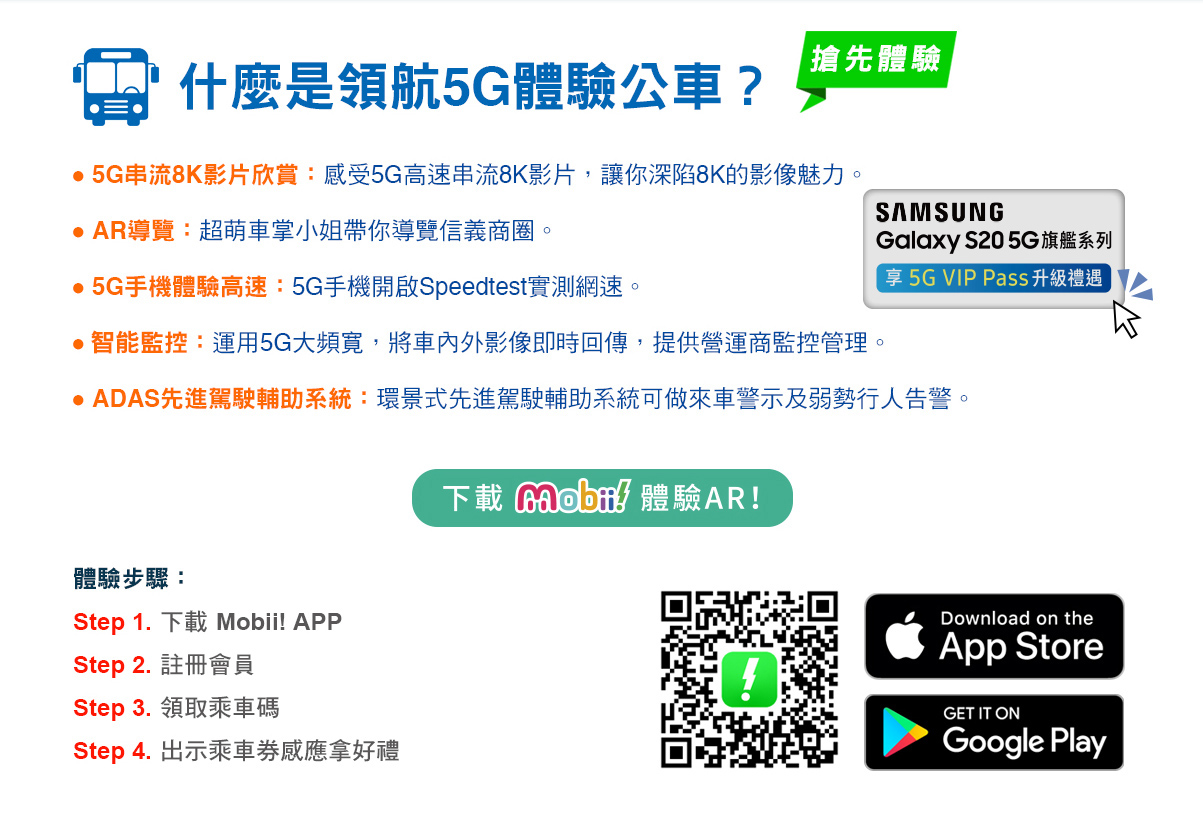 什麼是領航5G體驗公車？
搶先體驗
● 5G串流8K影片欣賞：感受5G高速串流8K影片，讓你深陷8K的影像魅力。
● AR導覽：超萌車掌小姐帶你導覽信義商圈。
● 5G手機體驗高速：5G手機開啟Speedtest實測網速。
● 智能監控：運用5G大頻寬，將車內外影像即時回傳，提供營運商監控管理。
● ADAS先進駕駛輔助系統：環景式先進駕駛輔助系統可做來車警示及弱勢行人告警。
SAMSUNG
Galaxy S20 5G旗艦系列
享 5G VIP Pass升級禮遇
下載 Mobii! 體驗AR!
體驗步驟：
Step 1. 下載 Mobii! APP
Step 2. 註冊會員
Step 3. 領取乘車碼
Step 4. 出示乘車券感應拿好禮
Download on the
App Store
GET IT ON
Google Play